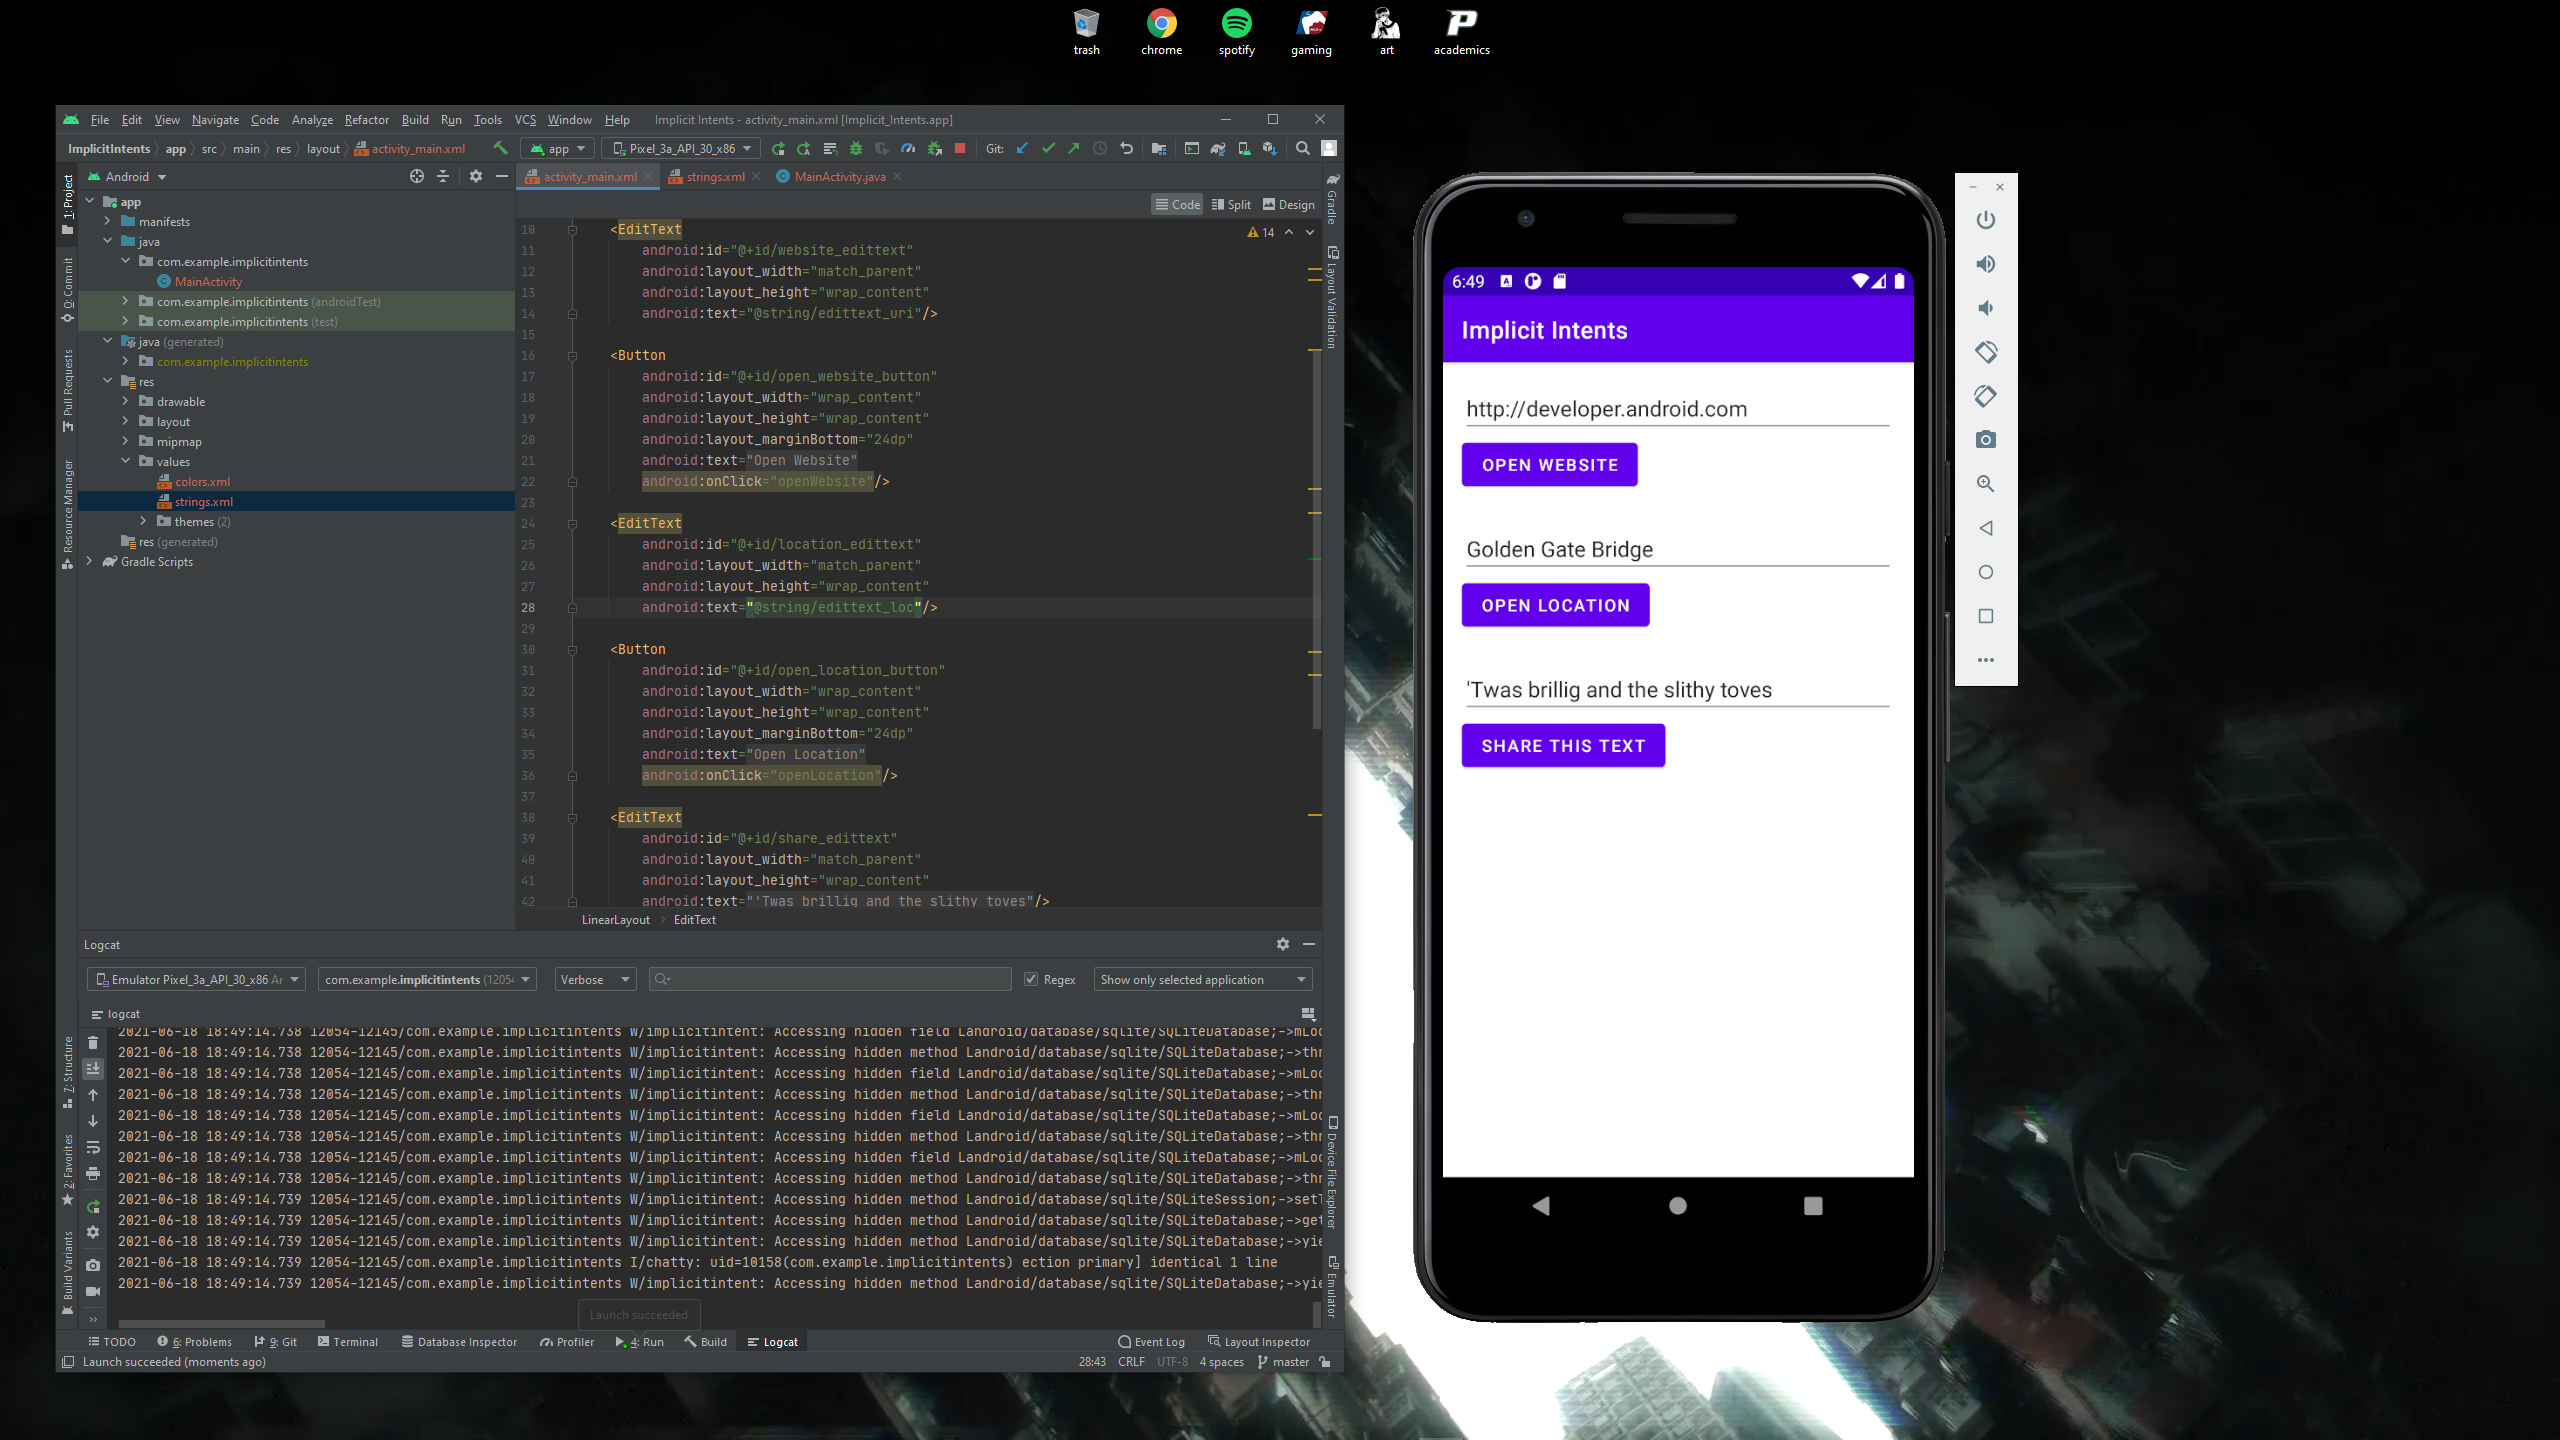 trash
chrome
spotify
gaming
art
academics
File Edit View Navigate Code Analyze Refactor Build Run Tools VCS Window Help Implicit Intents - activity_main.xml [Implicit_Intents.app]
ImplicitIntents app src main res layout activity_main.xml app Pixel_3a_API_30_x86 Git:
Android
activity_main.xml strings.xml MainActivity.java
Code Split Design
1: Project
0: Commit
Pull Requests
Resource Manager
7: Structure
2: Favorites
Build Variants
app
manifests
java
com.example.implicitintents
MainActivity
com.example.implicitintents (androidTest)
com.example.implicitintents (test)
java (generated)
com.example.implicitintents
res
drawable
layout
mipmap
values
colors.xml
strings.xml
themes (2)
res (generated)
Gradle Scripts
14
10 <EditText
11 android:id="@+id/website_edittext"
12 android:layout_width="match_parent"
13 android:layout_height="wrap_content"
14 android:text="@string/edittext_uri"/>
15
16 <Button
17 android:id="@+id/open_website_button"
18 android:layout_width="wrap_content"
19 android:layout_height="wrap_content"
20 android:layout_marginBottom="24dp"
21 android:text="Open Website"
22 android:onClick="openWebsite"/>
23
24 <EditText
25 android:id="@+id/location_edittext"
26 android:layout_width="match_parent"
27 android:layout_height="wrap_content"
28 android:text="@string/edittext_loc"/>
29
30 <Button
31 android:id="@+id/open_location_button"
32 android:layout_width="wrap_content"
33 android:layout_height="wrap_content"
34 android:layout_marginBottom="24dp"
35 android:text="Open Location"
36 android:onClick="openLocation"/>
37
38 <EditText
39 android:id="@+id/share_edittext"
40 android:layout_width="match_parent"
41 android:layout_height="wrap_content"
42 android:text="'Twas brillig and the slithy toves"/>
LinearLayout EditText
Gradle
Layout Validation
Device File Explorer
Emulator
Logcat
Emulator Pixel_3a_API_30_x86 Ar com.example.implicitintents (12054 Verbose Regex Show only selected application
logcat
2021-06-18 18:49:14.738 12054-12145/com.example.implicitintents W/implicitintent: Accessing hidden field Landroid/database/sqlite/SQLiteDatabase;->mLoc
2021-06-18 18:49:14.738 12054-12145/com.example.implicitintents W/implicitintent: Accessing hidden method Landroid/database/sqlite/SQLiteDatabase;->thr
2021-06-18 18:49:14.738 12054-12145/com.example.implicitintents W/implicitintent: Accessing hidden field Landroid/database/sqlite/SQLiteDatabase;->mLoc
2021-06-18 18:49:14.738 12054-12145/com.example.implicitintents W/implicitintent: Accessing hidden method Landroid/database/sqlite/SQLiteDatabase;->thr
2021-06-18 18:49:14.738 12054-12145/com.example.implicitintents W/implicitintent: Accessing hidden field Landroid/database/sqlite/SQLiteDatabase;->mLoc
2021-06-18 18:49:14.738 12054-12145/com.example.implicitintents W/implicitintent: Accessing hidden method Landroid/database/sqlite/SQLiteDatabase;->thr
2021-06-18 18:49:14.738 12054-12145/com.example.implicitintents W/implicitintent: Accessing hidden field Landroid/database/sqlite/SQLiteDatabase;->mLoc
2021-06-18 18:49:14.738 12054-12145/com.example.implicitintents W/implicitintent: Accessing hidden method Landroid/database/sqlite/SQLiteDatabase;->thr
2021-06-18 18:49:14.739 12054-12145/com.example.implicitintents W/implicitintent: Accessing hidden method Landroid/database/sqlite/SQLiteSession;->setT
2021-06-18 18:49:14.739 12054-12145/com.example.implicitintents W/implicitintent: Accessing hidden method Landroid/database/sqlite/SQLiteDatabase;->get
2021-06-18 18:49:14.739 12054-12145/com.example.implicitintents W/implicitintent: Accessing hidden method Landroid/database/sqlite/SQLiteDatabase;->yie
2021-06-18 18:49:14.739 12054-12145/com.example.implicitintents I/chatty: uid=10158(com.example.implicitintents) ection primary] identical 1 line
2021-06-18 18:49:14.739 12054-12145/com.example.implicitintents W/implicitintent: Accessing hidden method Landroid/database/sqlite/SQLiteDatabase;->yie
Launch succeeded
TODO 6: Problems 9: Git Terminal Database Inspector Profiler 4: Run Build Logcat Event Log Layout Inspector
Launch succeeded (moments ago) 28:43 CRLF UTF-8 4 spaces master
6:49
Implicit Intents
http://developer.android.com
OPEN WEBSITE
Golden Gate Bridge
OPEN LOCATION
'Twas brillig and the slithy toves
SHARE THIS TEXT